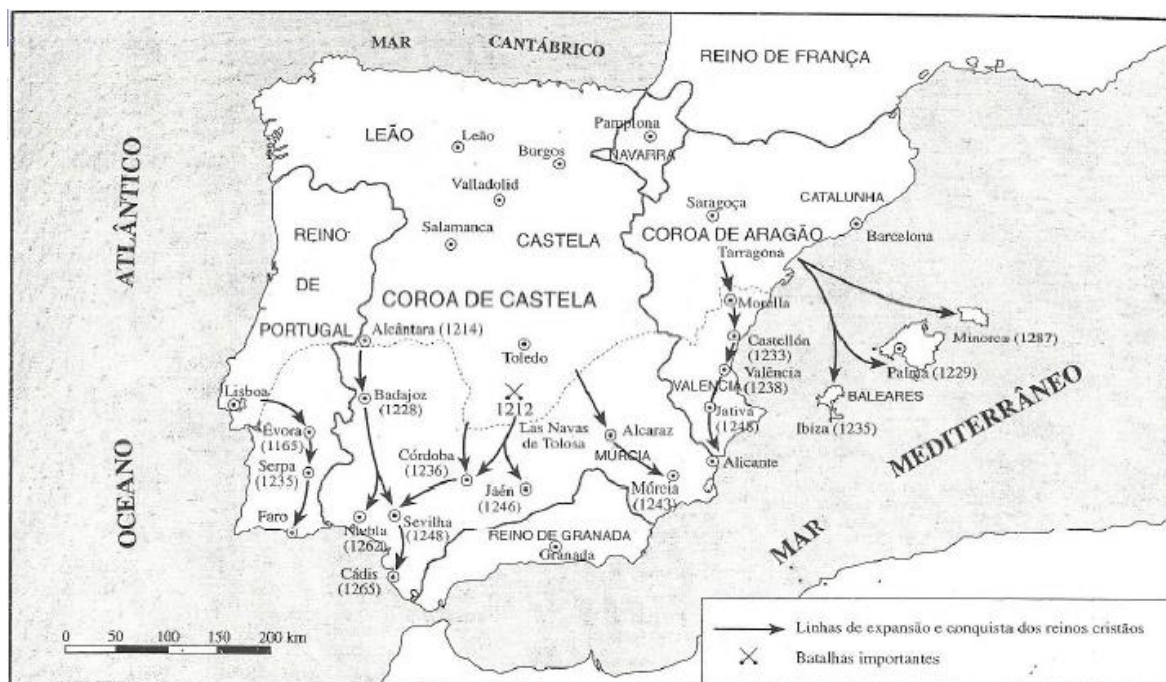 MAR CANTÁBRICO
REINO DE FRANÇA
LEÃO
Leão
Burgos
Pamplona
NAVARRA
Valladolid
Saragoça
CATALUNHA
Barcelona
ATLÂNTICO
OCEANO
REINO
DE
PORTUGAL
Salamanca
CASTELA
COROA DE ARAGÃO
Tarragona
COROA DE CASTELA
Morella
Minorca (1287)
Alcântara (1214)
Toledo
Castellón
(1233)
Palma (1229)
Valência
(1238)
VALENCIA
BALEARES
Ibiza (1235)
Lisboa
Badajoz
(1228)
1212
Las Navas
de Tolosa
Jativa
(1248)
MAR
MEDITERRÂNEO
Évora
(1165)
Alcaraz
MÚRCIA
Alicante
Serpa
(1235)
Córdoba
(1236)
Jáén
(1246)
Múrcia
(1243)
Faro
Niebla
(1262)
Sevilha
(1248)
REINO DE GRANADA
Granada
Cádis
(1265)
0 50 100 150 200 km
Linhas de expansão e conquista dos reinos cristãos
Batalhas importantes